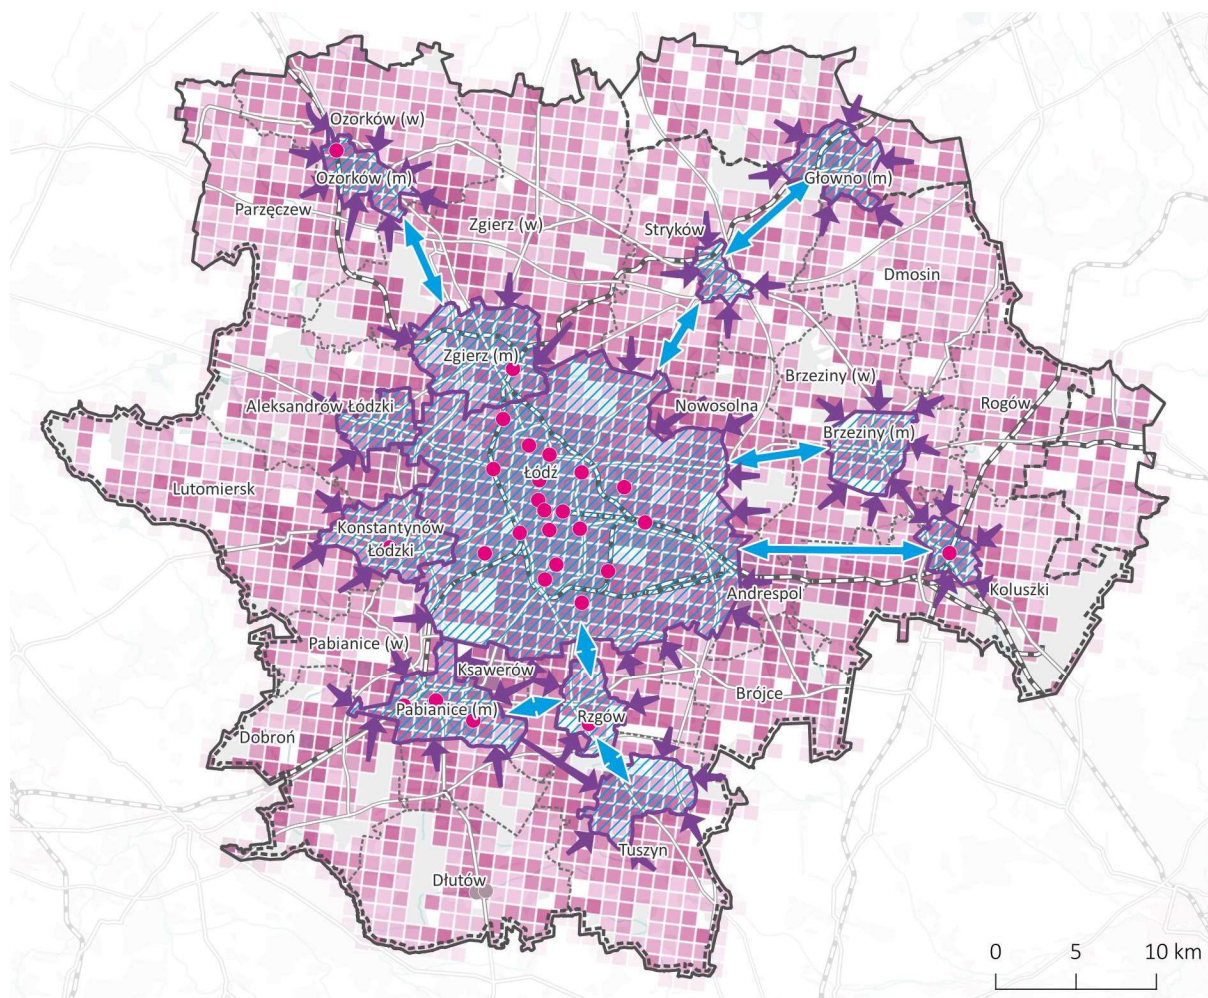 Ozorków (w)
Ozorków (m)
Głowno (m)
Parzęczew
Zgierz (w)
Stryków
Dmosin
Zgierz (m)
Brzeziny (w)
Aleksandrów Łódzki
Nowosolna
Rogów
Brzeziny (m)
Łódź
Lutomiersk
Konstantynów
Łódzki
Andrespol
Koluszki
Pabianice (w)
Ksawerów
Brójce
Pabianice (m)
Rzgów
Dobroń
Tuszyn
Dłutów
0 5 10 km